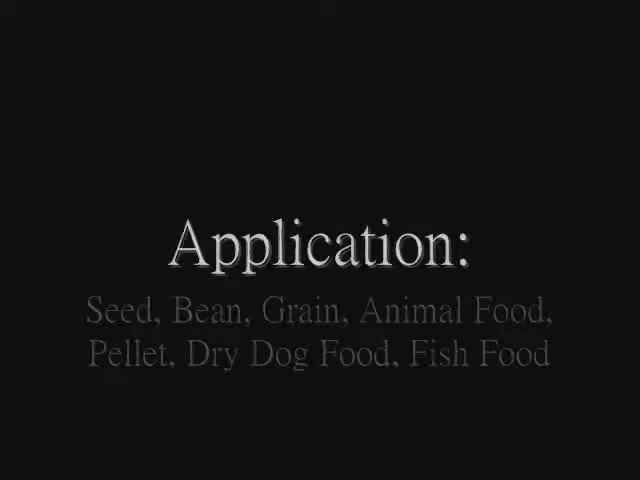 Application:
Seed, Bean, Grain, Animal Food,
Pellet, Dry Dog Food, Fish Food